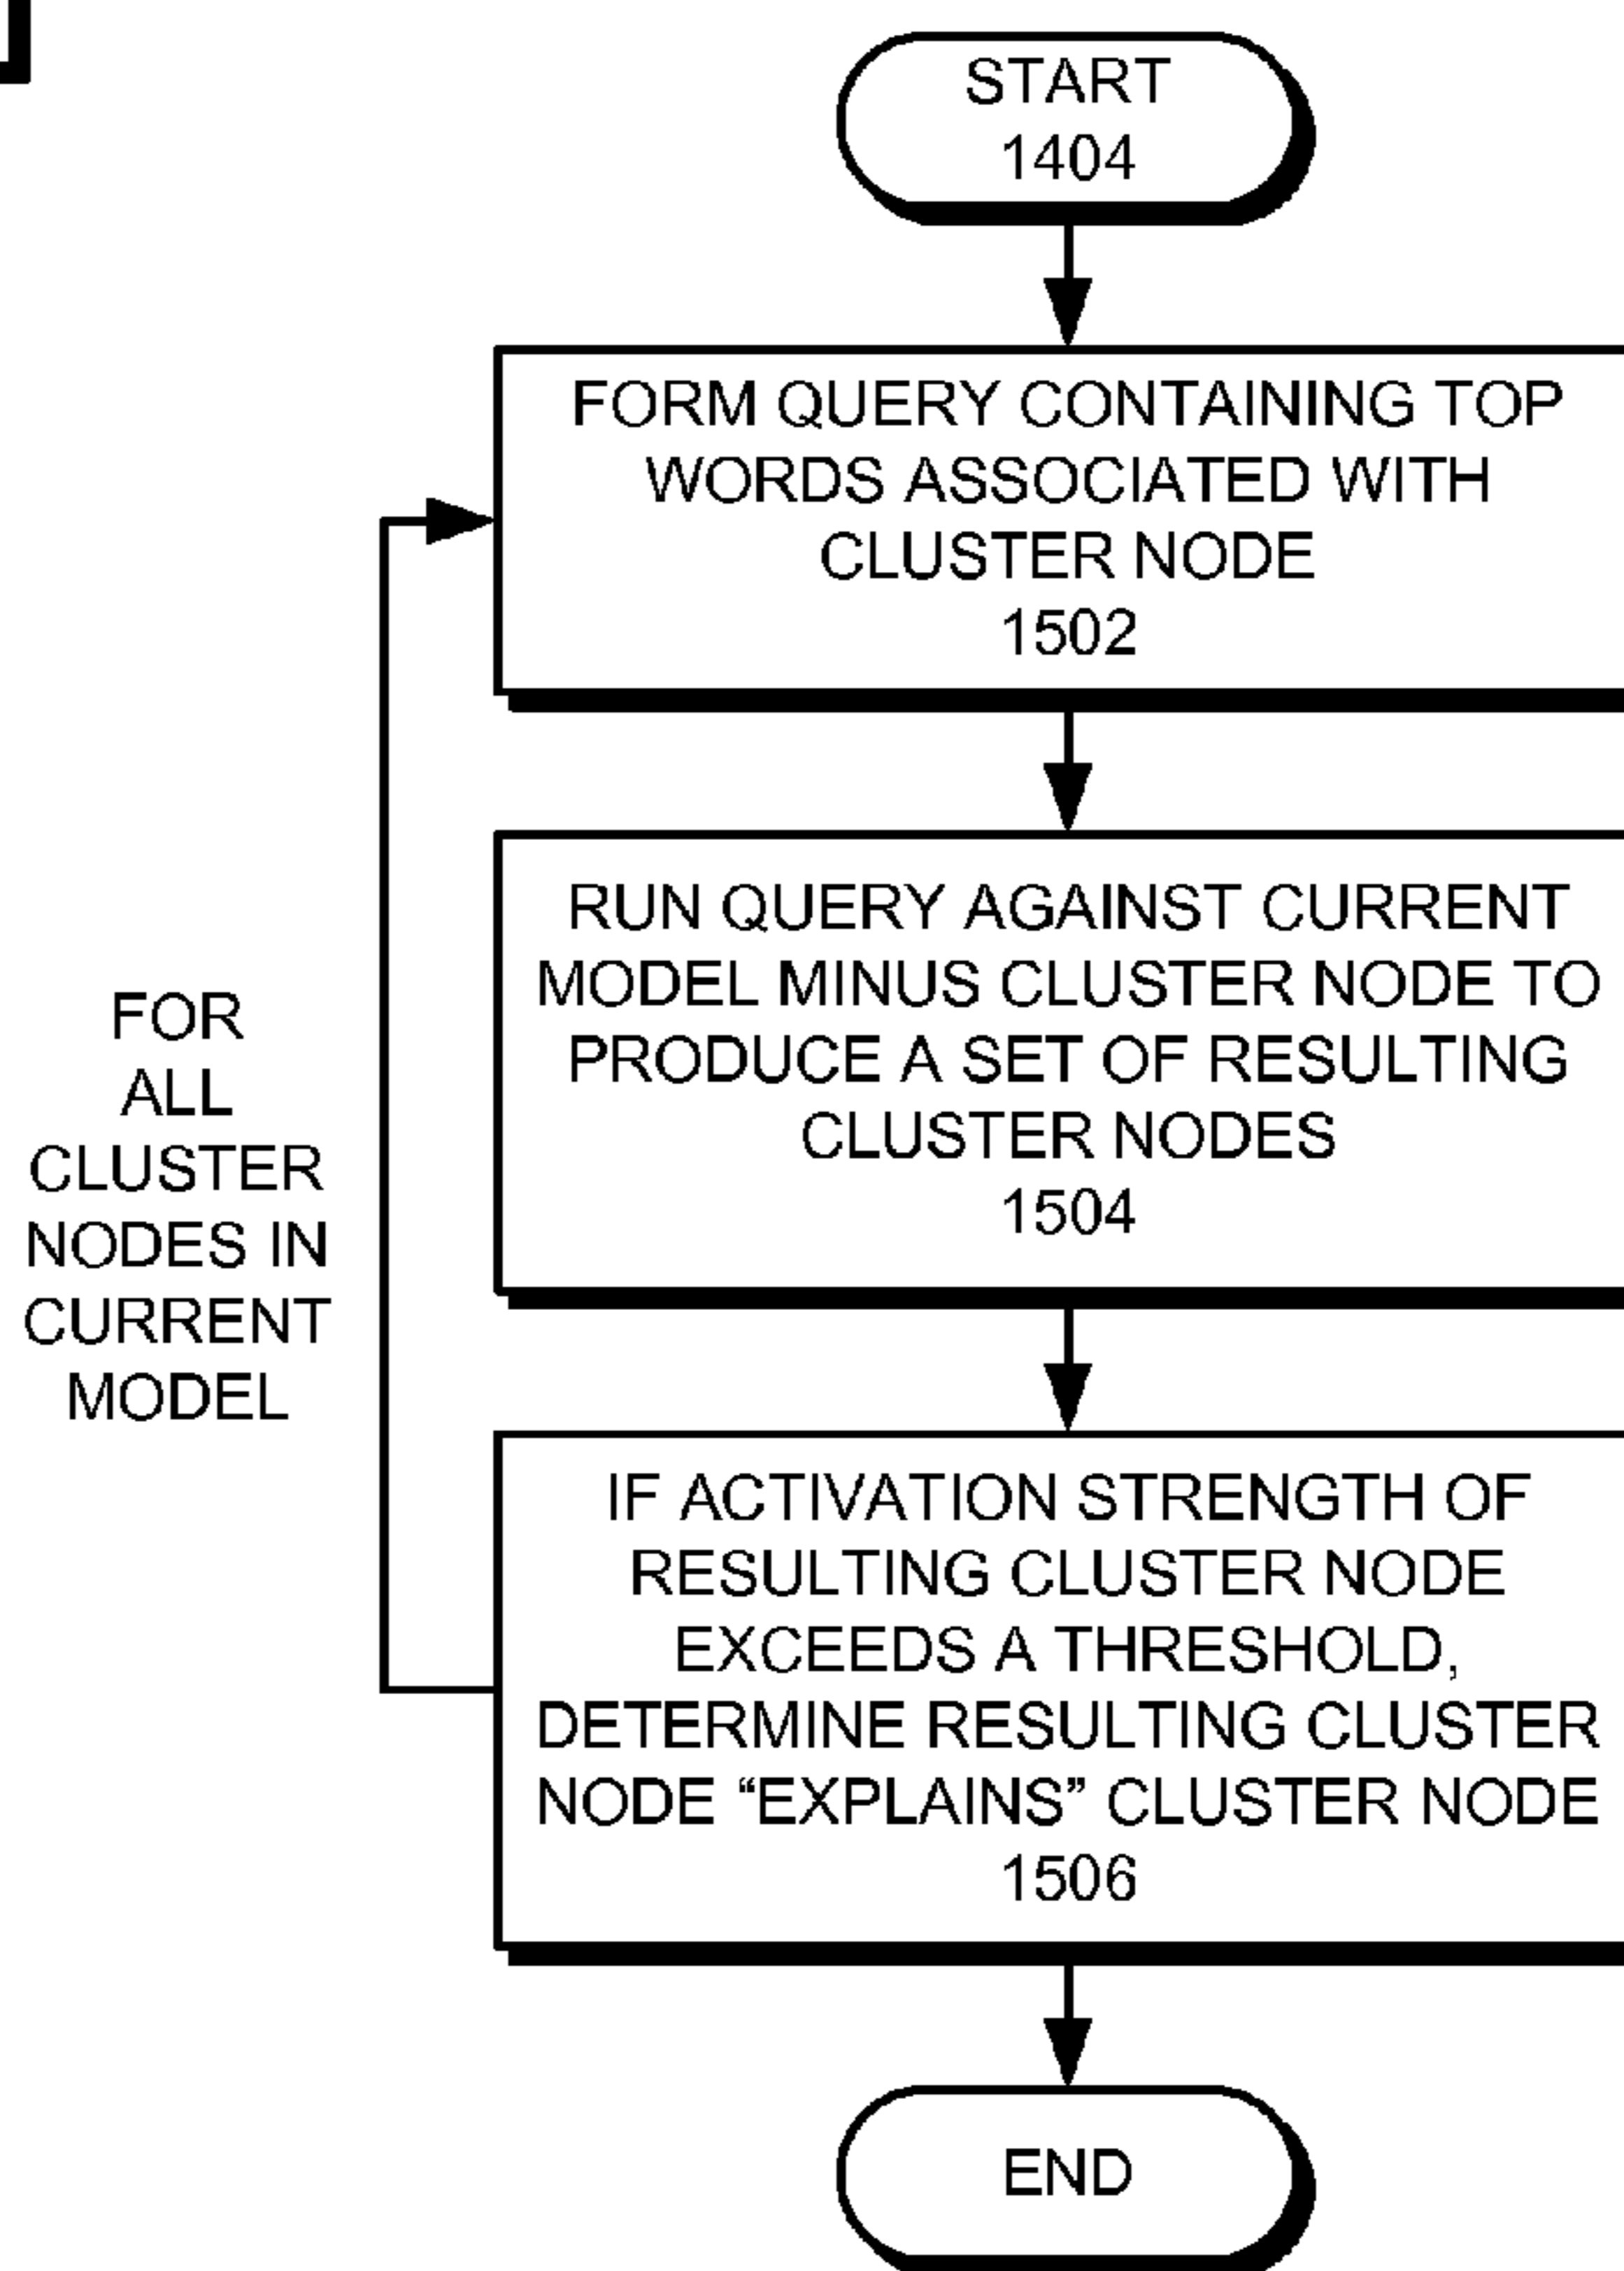 START
1404
FORM QUERY CONTAINING TOP
WORDS ASSOCIATED WITH
CLUSTER NODE
1502
RUN QUERY AGAINST CURRENT
MODEL MINUS CLUSTER NODE TO
PRODUCE A SET OF RESULTING
CLUSTER NODES
1504
FOR
ALL
CLUSTER
NODES IN
CURRENT
MODEL
IF ACTIVATION STRENGTH OF
RESULTING CLUSTER NODE
EXCEEDS A THRESHOLD,
DETERMINE RESULTING CLUSTER
NODE “EXPLAINS” CLUSTER NODE
1506
END